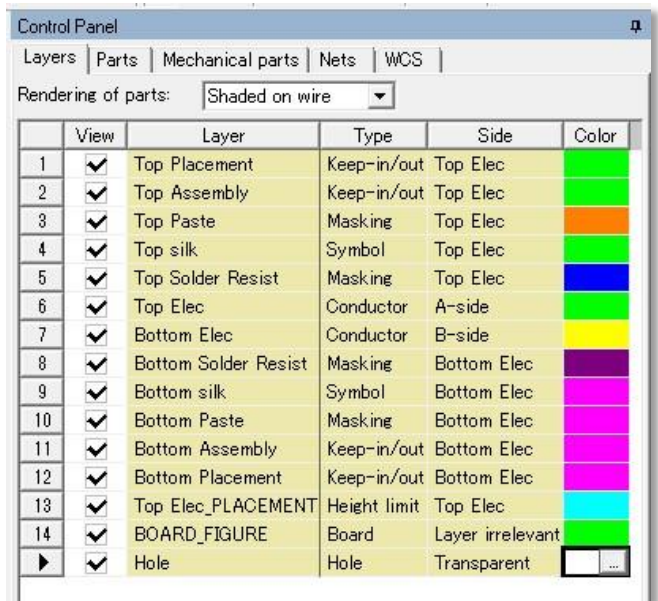 Control Panel
Layers Parts Mechanical parts Nets WCS
Rendering of parts: Shaded on wire
View Layer Type Side Color
1 Top Placement Keep-in/out Top Elec
2 Top Assembly Keep-in/out Top Elec
3 Top Paste Masking Top Elec
4 Top silk Symbol Top Elec
5 Top Solder Resist Masking Top Elec
6 Top Elec Conductor A-side
7 Bottom Elec Conductor B-side
8 Bottom Solder Resist Masking Bottom Elec
9 Bottom silk Symbol Bottom Elec
10 Bottom Paste Masking Bottom Elec
11 Bottom Assembly Keep-in/out Bottom Elec
12 Bottom Placement Keep-in/out Bottom Elec
13 Top Elec_PLACEMENT Height limit Top Elec
14 BOARD_FIGURE Board Layer irrelevant
Hole Hole Transparent ...